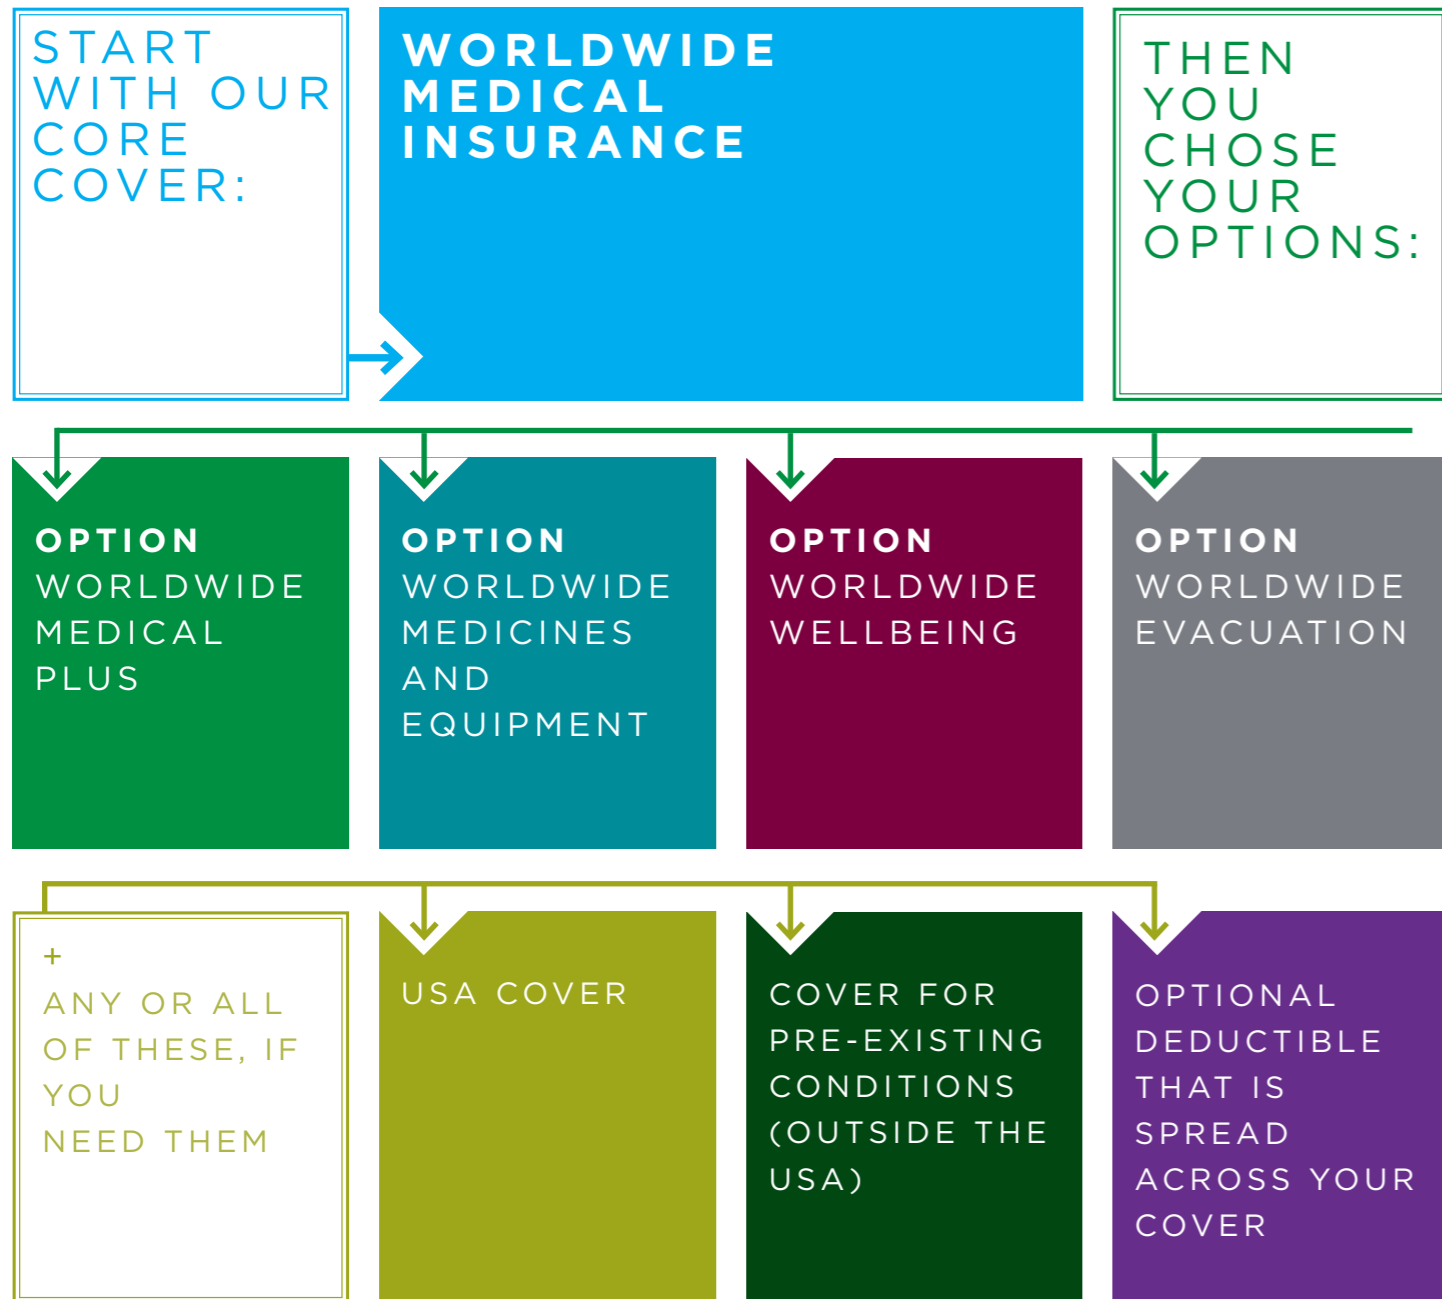 START
WITH OUR
CORE
COVER:
WORLDWIDE
MEDICAL
INSURANCE
THEN
YOU
CHOSE
YOUR
OPTIONS:
OPTION
WORLDWIDE
MEDICAL
PLUS
OPTION
WORLDWIDE
MEDICINES
AND
EQUIPMENT
OPTION
WORLDWIDE
WELLBEING
OPTION
WORLDWIDE
EVACUATION
+
ANY OR ALL
OF THESE, IF
YOU
NEED THEM
USA COVER
COVER FOR
PRE-EXISTING
CONDITIONS
(OUTSIDE THE
USA)
OPTIONAL
DEDUCTIBLE
THAT IS
SPREAD
ACROSS YOUR
COVER